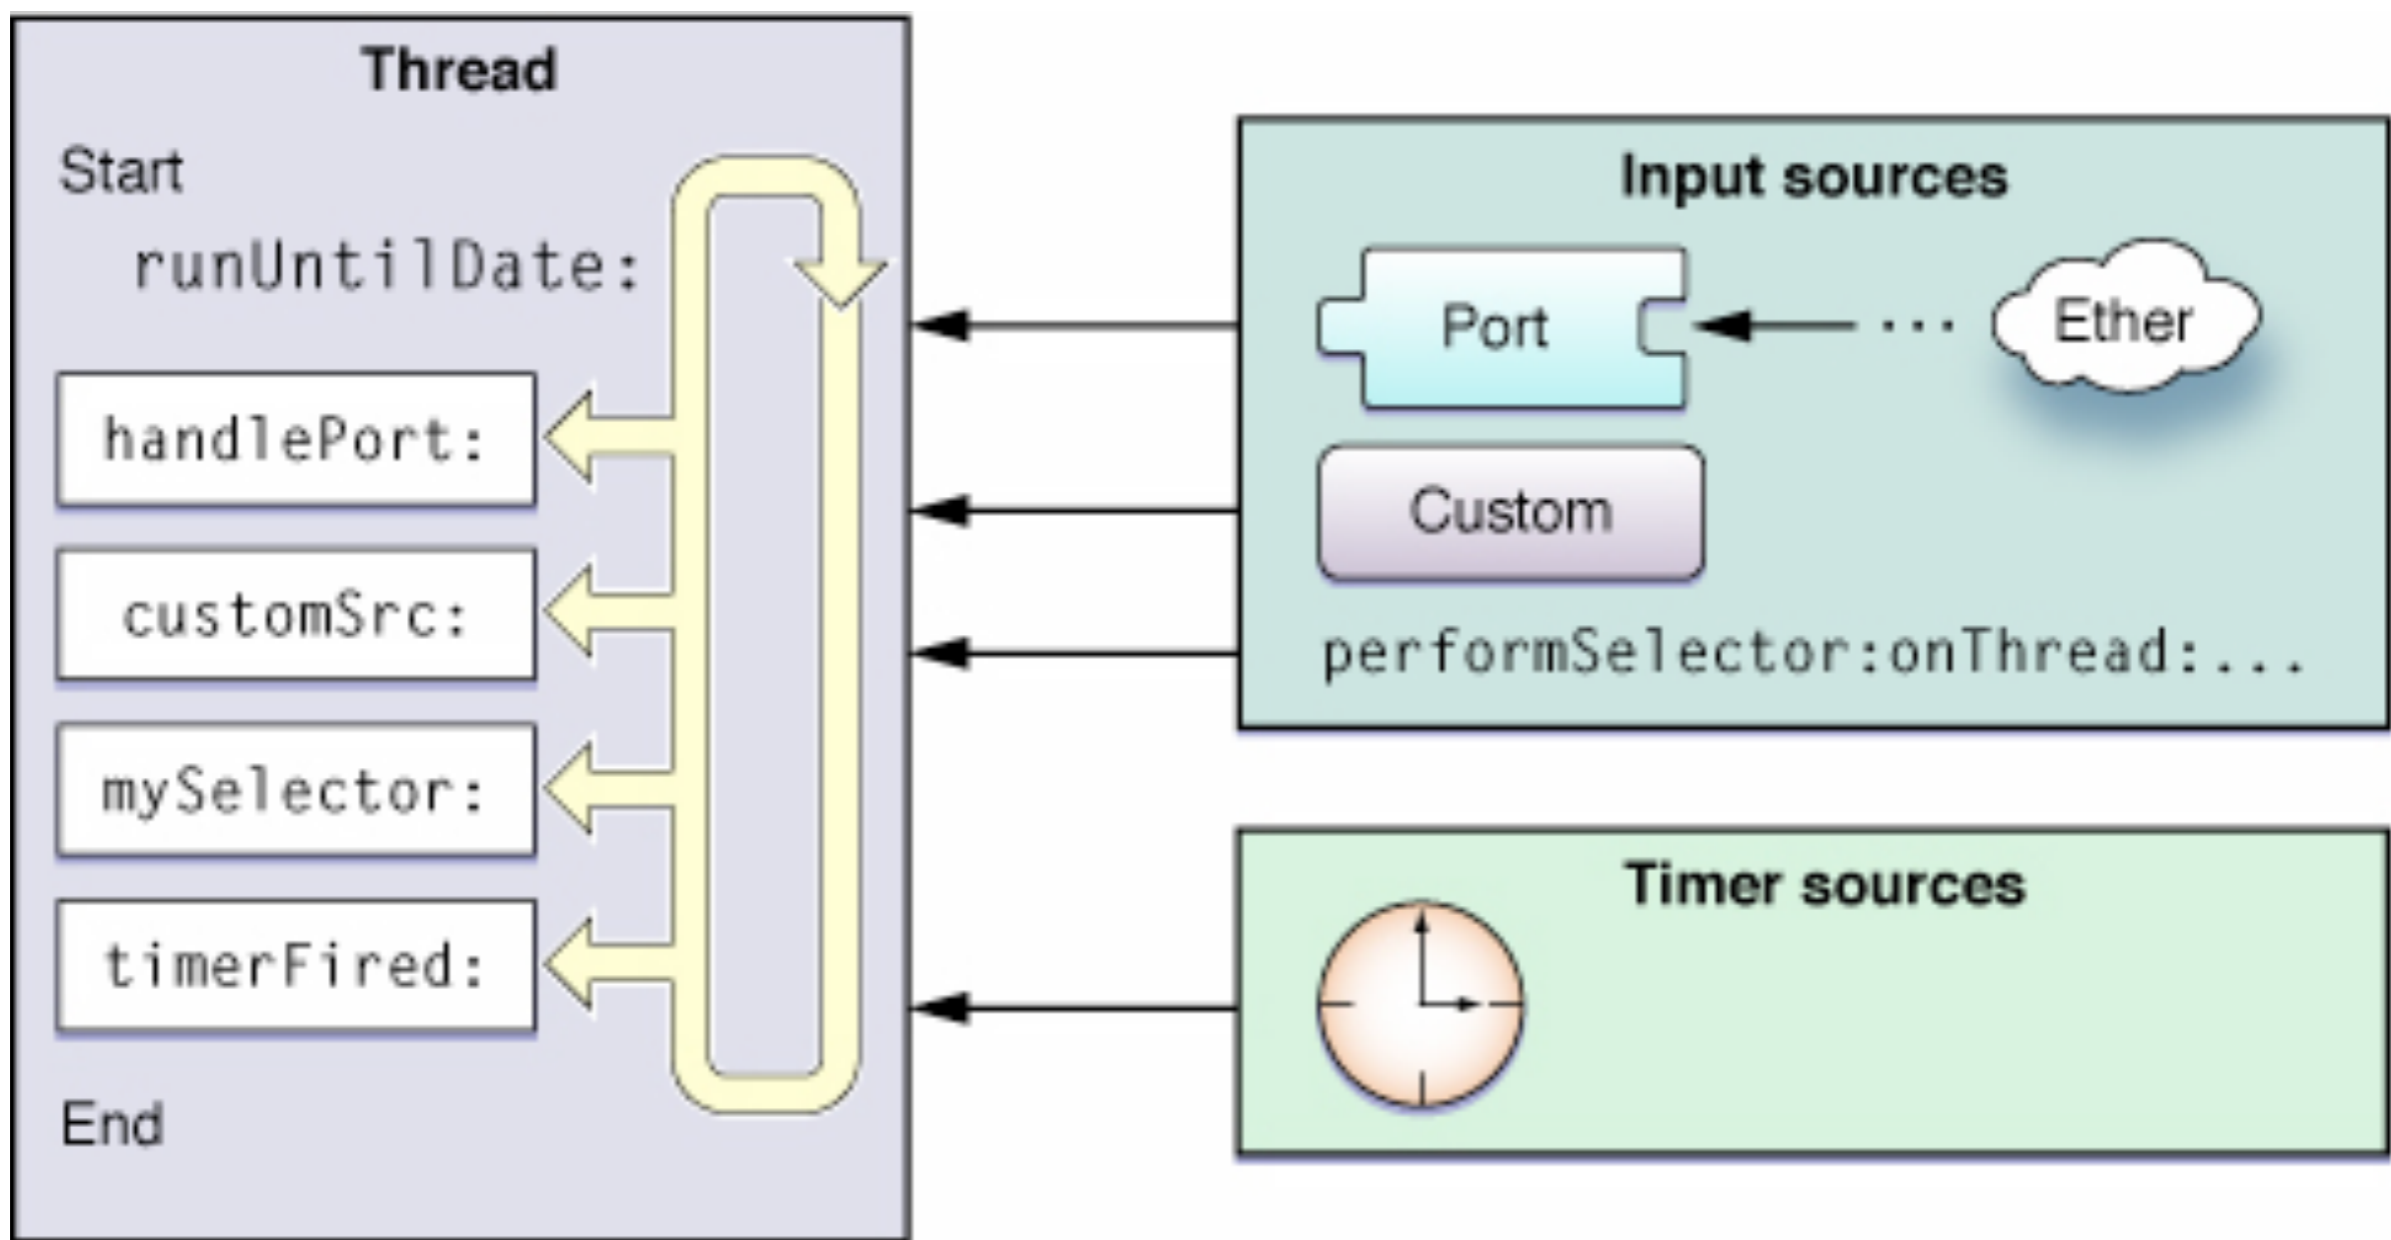 Thread
Start
runUntilDate:
handlePort:
customSrc:
mySelector:
timerFired:
End
Input sources
Port
Ether
Custom
performSelector:onThread:...
Timer sources